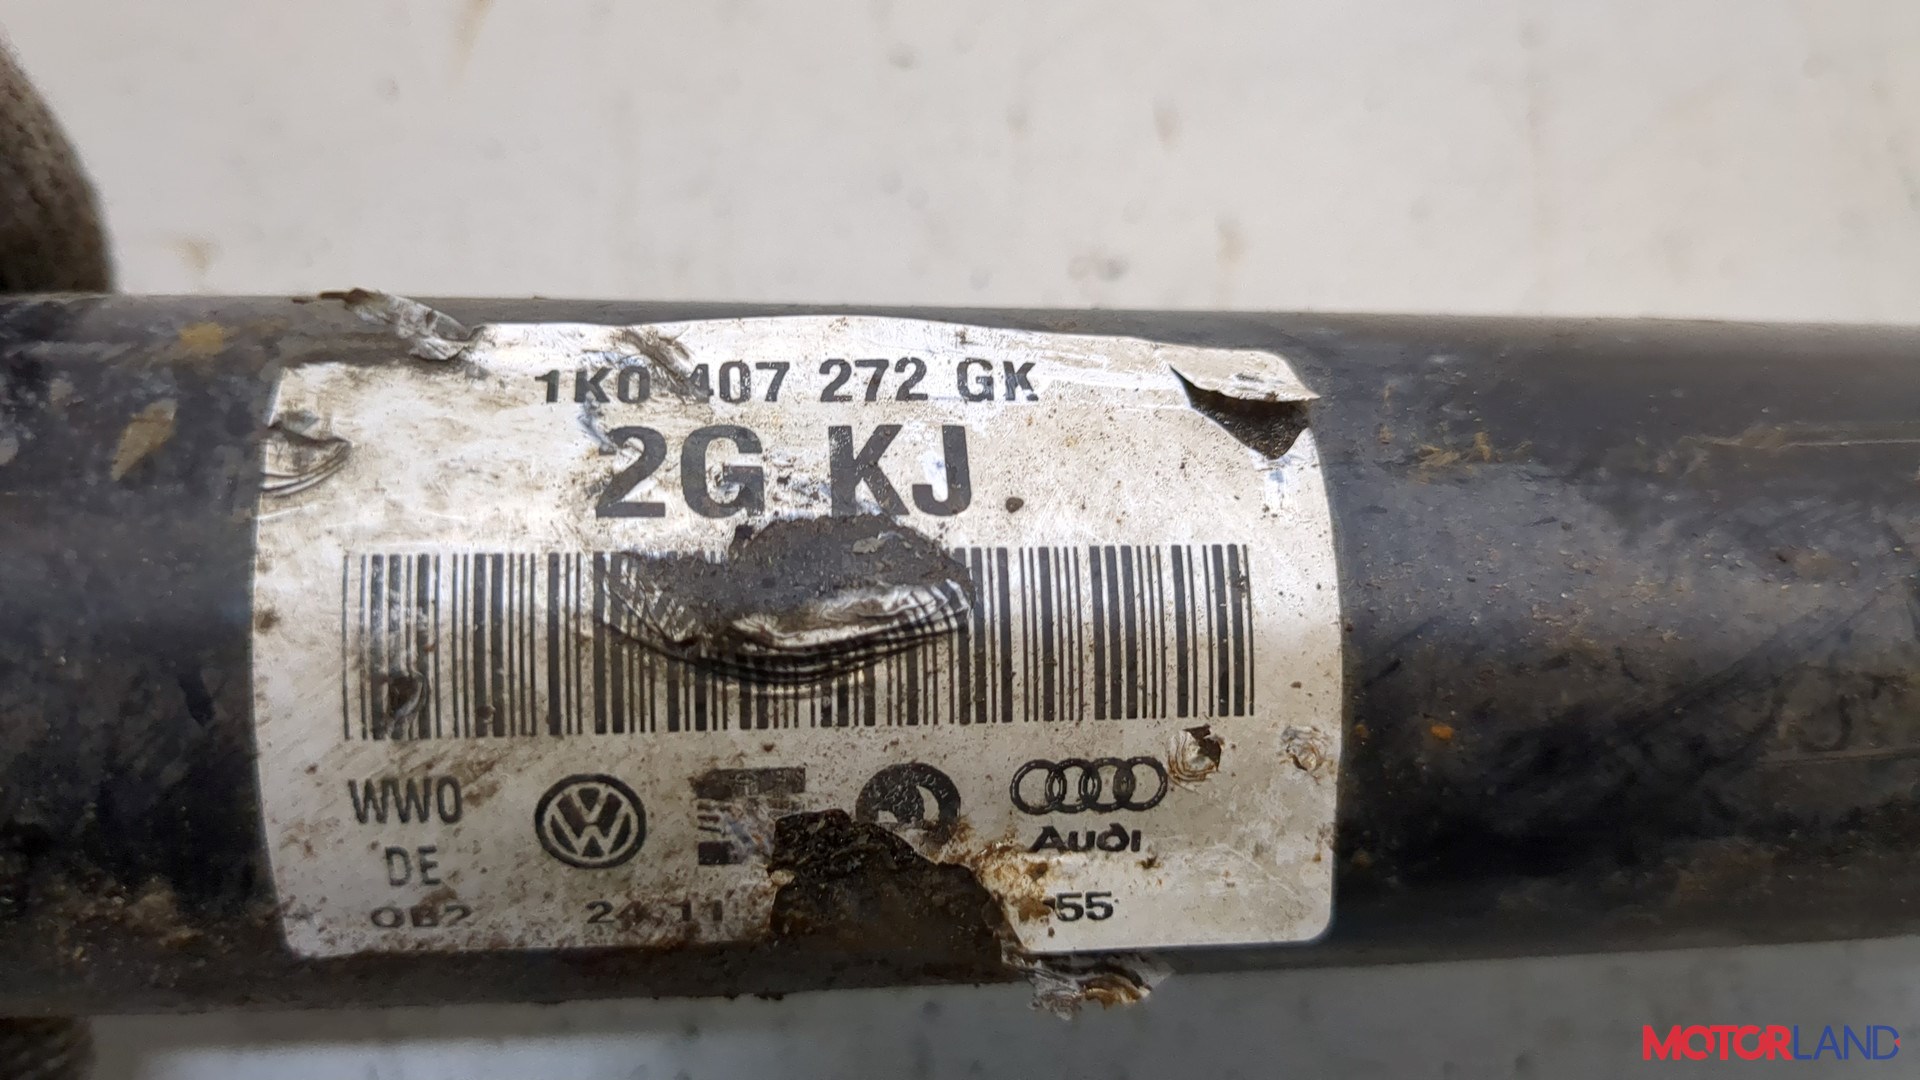 1K0 407 272 GK
2G KJ
WW0
DE
Audi
55
MOTORLAND